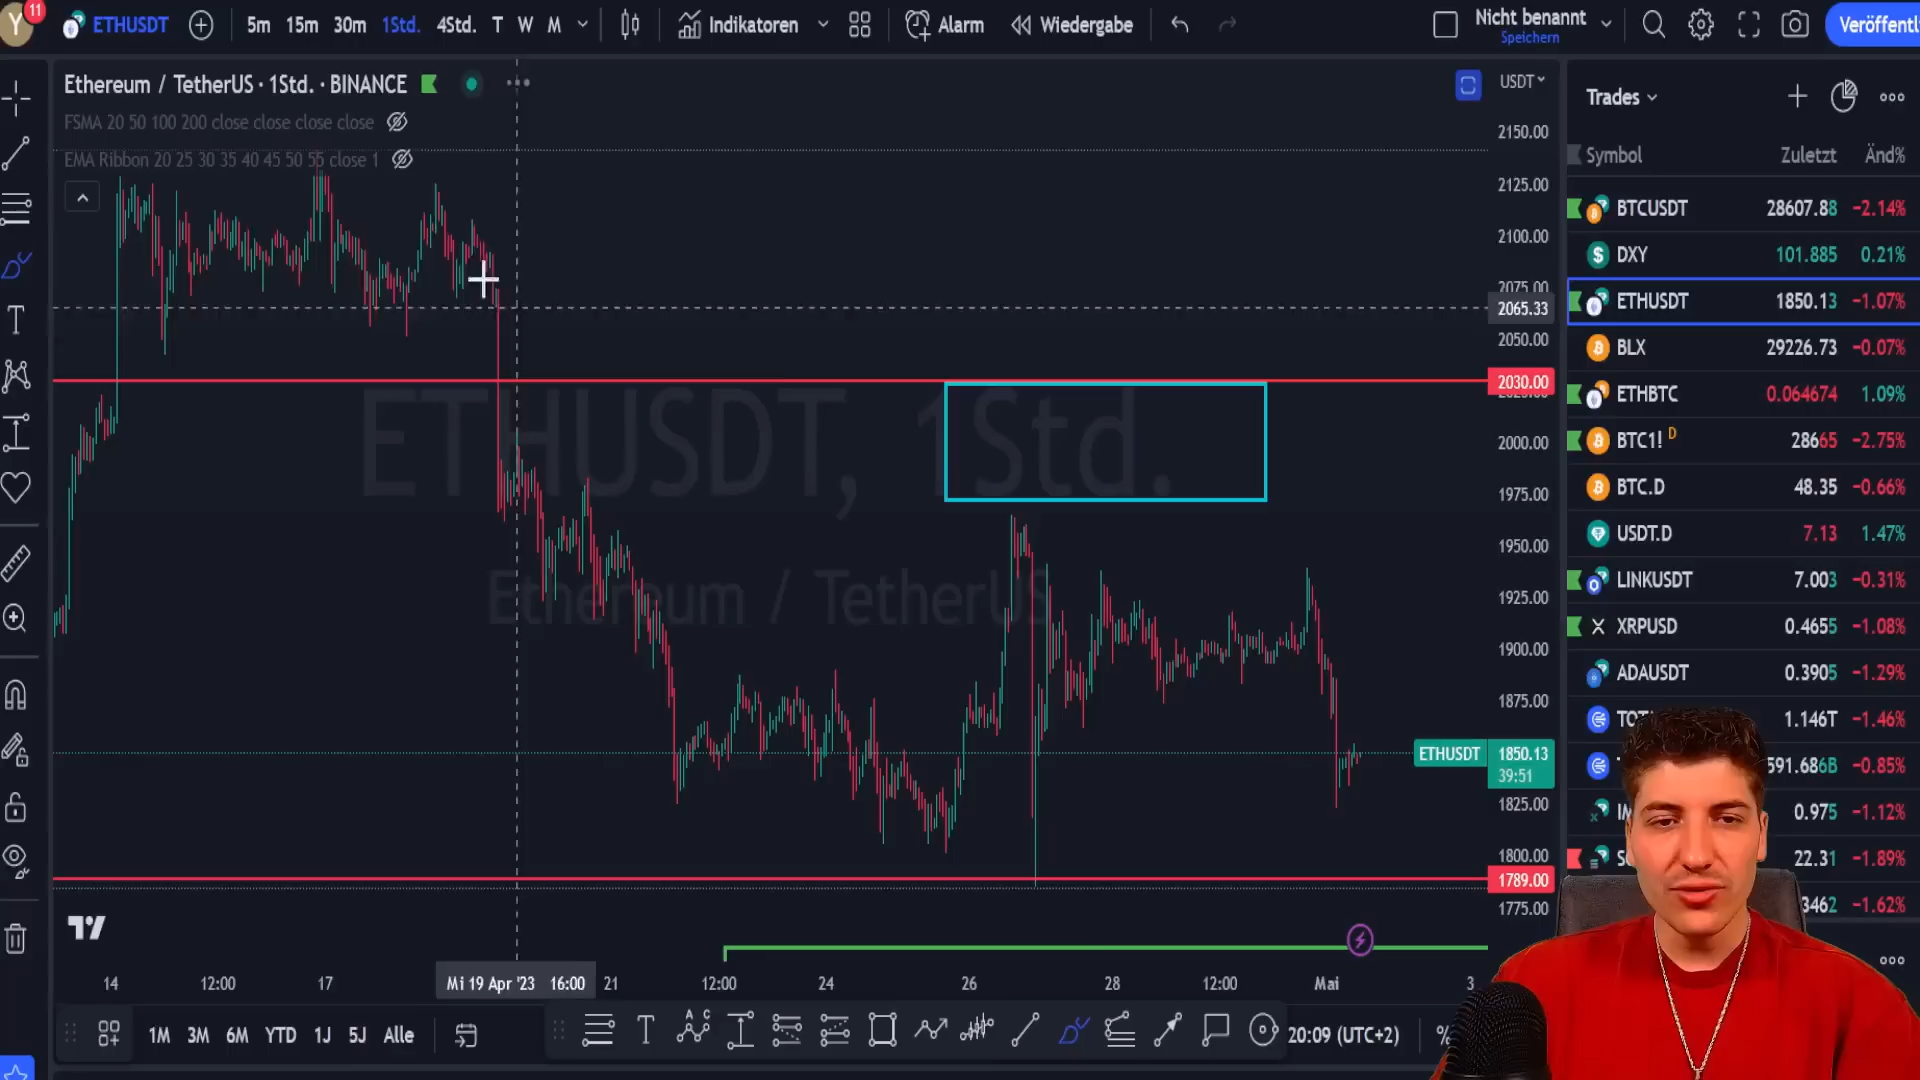 Y 11 ETHUSDT 5m 15m 30m 1Std. 4Std. T W M Indikatoren Alarm Wiedergabe Nicht benannt Veröffentl
Speichern
Ethereum / TetherUS · 1Std. · BINANCE
FSMA 20 50 100 200 close close close close
EMA Ribbon 20 25 30 35 40 45 50 55 close 1
USDT
2150.00
2125.00
2100.00
2075.00
2065.33
2050.00
2030.00
2000.00
1975.00
1950.00
1925.00
1900.00
1875.00
ETHUSDT 1850.13
39:51
1825.00
1800.00
1789.00
1775.00
ETHUSDT, 1Std.
Ethereum / TetherUS
14 12:00 17 Mi 19 Apr '23 16:00 21 12:00 24 26 28 12:00 Mai 3
1M 3M 6M YTD 1J 5J Alle 20:09 (UTC+2) %
Trades
Symbol Zuletzt Änd%
BTCUSDT 28607.88 −2.14%
DXY 101.885 0.21%
ETHUSDT 1850.13 −1.07%
BLX 29226.73 −0.07%
ETHBTC 0.064674 1.09%
BTC1! D 28665 −2.75%
BTC.D 48.35 −0.66%
USDT.D 7.13 1.47%
LINKUSDT 7.003 −0.31%
XRPUSD 0.4655 −1.08%
ADAUSDT 0.3905 −1.29%
1.146T −1.46%
591.686B −0.85%
0.975 −1.12%
22.31 −1.89%
3462 −1.62%